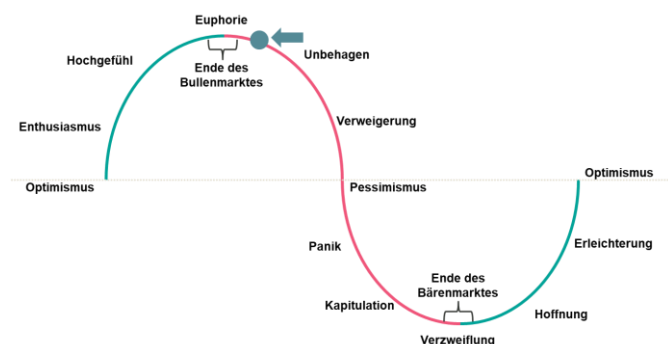 Euphorie
Hochgefühl
Unbehagen
Ende des
Bullenmarktes
Enthusiasmus
Verweigerung
Optimismus
Pessimismus
Optimismus
Panik
Erleichterung
Ende des
Bärenmarktes
Kapitulation
Hoffnung
Verzweiflung